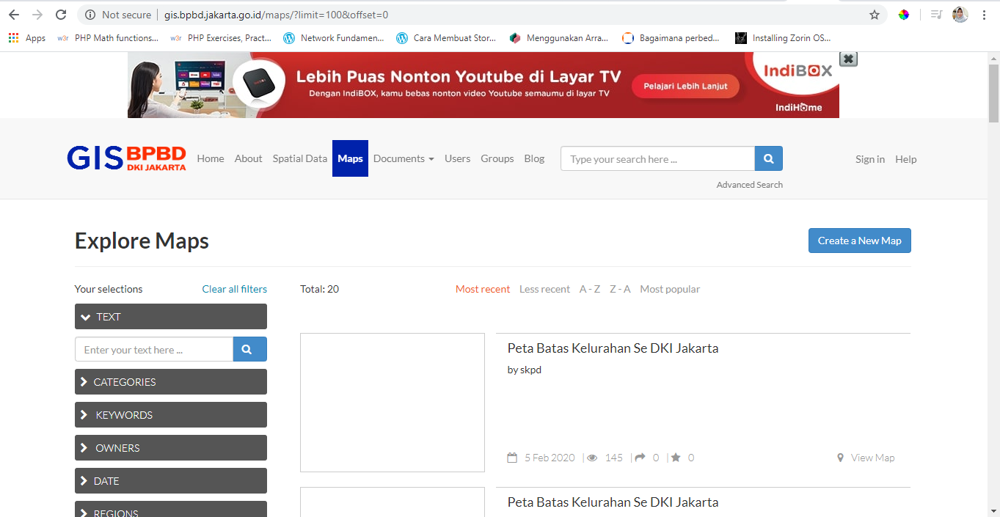 Not secure | gis.bpbd.jakarta.go.id/maps/?limit=100&offset=0
Apps w3r PHP Math functions... w3r PHP Exercises, Pract... Network Fundamen... Cara Membuat Stor... Menggunakan Arra... Bagaimana perbed... Installing Zorin OS...
Lebih Puas Nonton Youtube di Layar TV
Dengan IndiBOX, kamu bebas nonton video Youtube semaumu di layar TV
Pelajari Lebih Lanjut
IndiBOX
IndiHome
GIS BPBD DKI JAKARTA
Home About Spatial Data Maps Documents Users Groups Blog
Type your search here ...
Sign in Help
Advanced Search
Explore Maps
Create a New Map
Your selections Clear all filters
Total: 20
Most recent Less recent A - Z Z - A Most popular
TEXT
Enter your text here ...
CATEGORIES
KEYWORDS
OWNERS
DATE
REGIONS
Peta Batas Kelurahan Se DKI Jakarta
by skpd
5 Feb 2020 | 145 | 0 | 0
View Map
Peta Batas Kelurahan Se DKI Jakarta